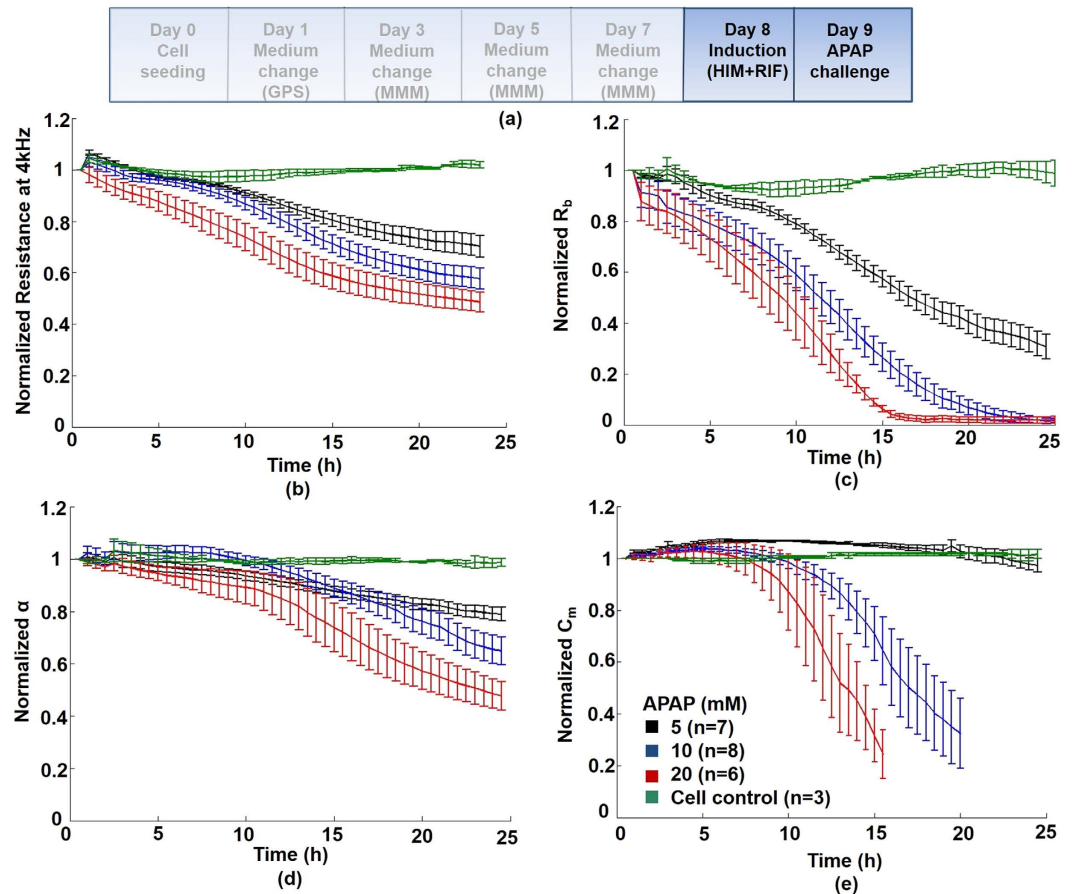 Day 0
Cell
seeding
Day 1
Medium
change
(GPS)
Day 3
Medium
change
(MMM)
Day 5
Medium
change
(MMM)
Day 7
Medium
change
(MMM)
Day 8
Induction
(HIM+RIF)
Day 9
APAP
challenge
(a)
Normalized Resistance at 4kHz
1.2
1
0.8
0.6
0.4
0.2
0
0
5
10
15
20
25
Time (h)
(b)
Normalized Rb
1.2
1
0.8
0.6
0.4
0.2
0
0
5
10
15
20
25
Time (h)
(c)
Normalized α
1.2
1
0.8
0.6
0.4
0.2
0
0
5
10
15
20
25
Time (h)
(d)
Normalized Cm
1.2
1
0.8
0.6
0.4
0.2
0
APAP (mM)
5 (n=7)
10 (n=8)
20 (n=6)
Cell control (n=3)
0
5
10
15
20
25
Time (h)
(e)